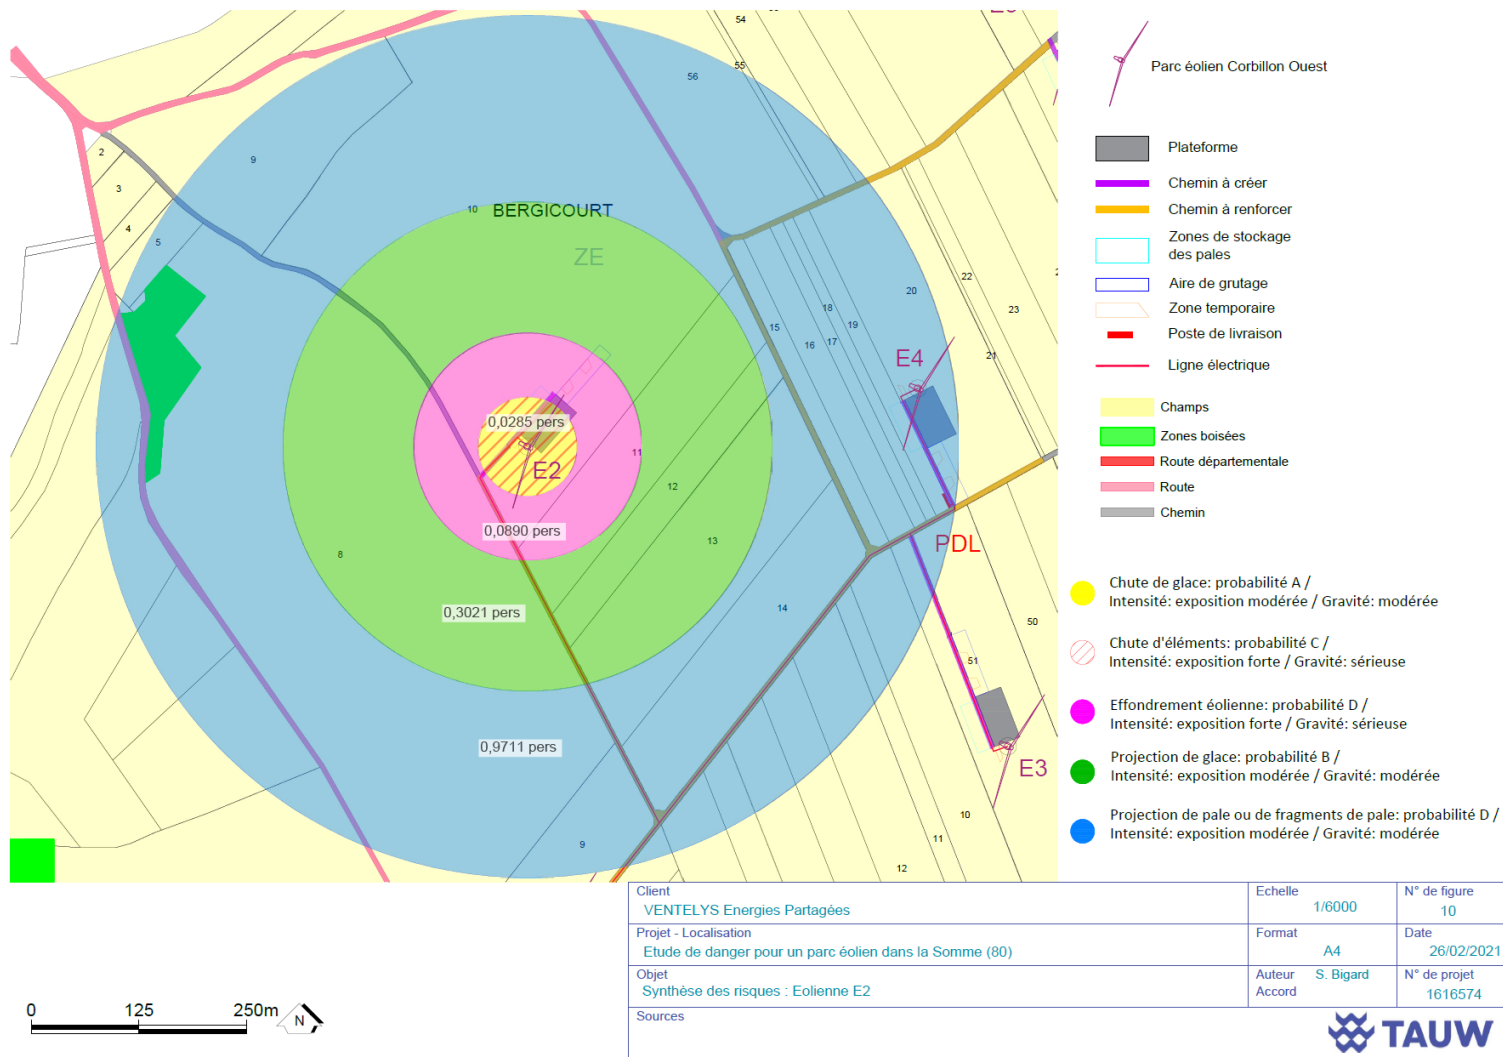 54
55
56
9
2
3
4
5
10
BERGICOURT
ZE
22
20
23
18
19
15
16
17
21
E4
0,0285 pers
11
E2
12
0,0890 pers
13
PDL
8
0,3021 pers
14
50
51
0,9711 pers
E3
10
11
9
12
Parc éolien Corbillon Ouest
Plateforme
Chemin à créer
Chemin à renforcer
Zones de stockage
des pales
Aire de grutage
Zone temporaire
Poste de livraison
Ligne électrique
Champs
Zones boisées
Route départementale
Route
Chemin
Chute de glace: probabilité A /
Intensité: exposition modérée / Gravité: modérée
Chute d'éléments: probabilité C /
Intensité: exposition forte / Gravité: sérieuse
Effondrement éolienne: probabilité D /
Intensité: exposition forte / Gravité: sérieuse
Projection de glace: probabilité B /
Intensité: exposition modérée / Gravité: modérée
Projection de pale ou de fragments de pale: probabilité D /
Intensité: exposition modérée / Gravité: modérée
Client
VENTELYS Energies Partagées
Echelle
1/6000
N° de figure
10
Projet - Localisation
Etude de danger pour un parc éolien dans la Somme (80)
Format
A4
Date
26/02/2021
Objet
Synthèse des risques : Eolienne E2
Auteur S. Bigard
Accord
N° de projet
1616574
Sources
TAUW
0 125 250m
N